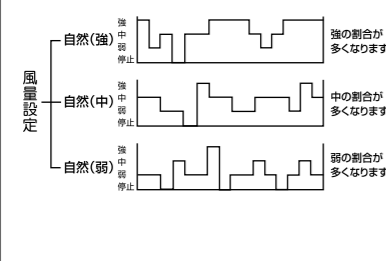 風量設定
自然(強)
強
中
弱
停止
強の割合が
多くなります
自然(中)
強
中
弱
停止
中の割合が
多くなります
自然(弱)
強
中
弱
停止
弱の割合が
多くなります